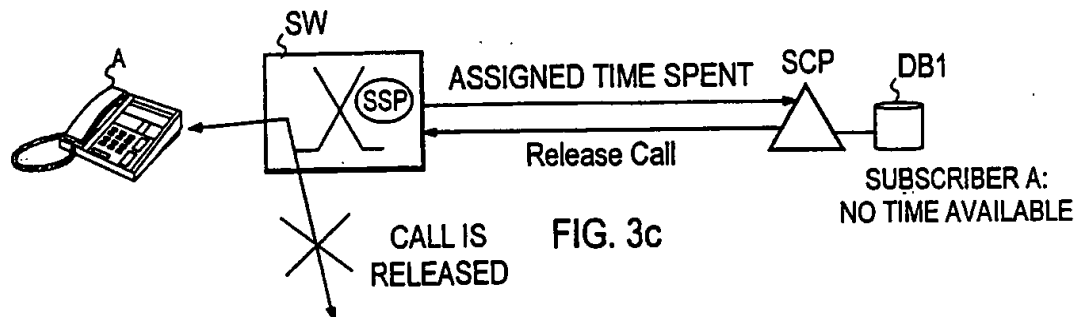 SW
A
SSP
ASSIGNED TIME SPENT
Release Call
SCP
DB1
SUBSCRIBER A:
NO TIME AVAILABLE
CALL IS
RELEASED
FIG. 3c